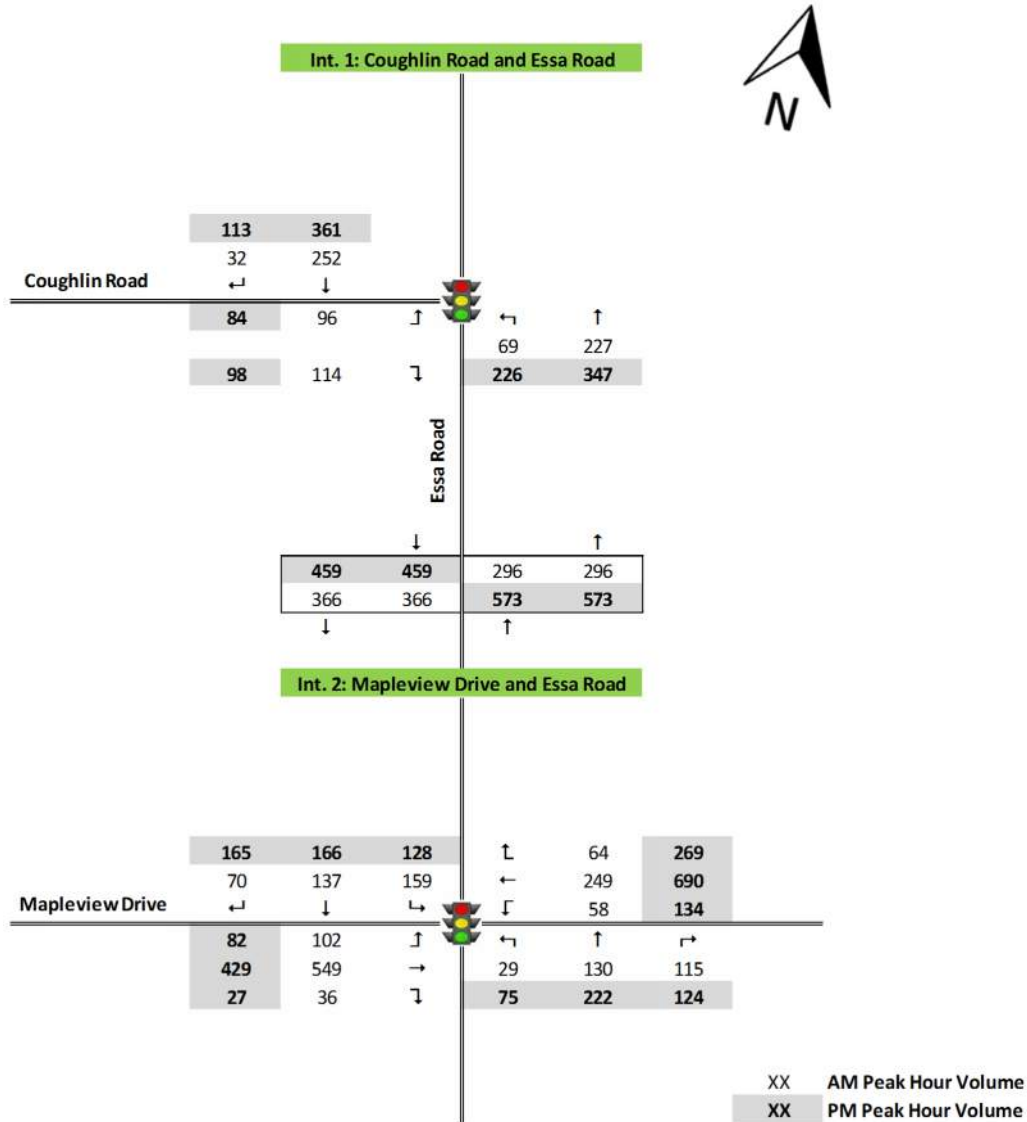 Int. 1: Coughlin Road and Essa Road
N
113 361
32 252
Coughlin Road
↵ ↓
84 96 ⮥ ↰ ↑
69 227
98 114 ⮧ 226 347
Essa Road
↓ ↑
459 459 296 296
366 366 573 573
↓ ↑
Int. 2: Mapleview Drive and Essa Road
165 166 128 64 269
70 137 159 ← 249 690
Mapleview Drive ↵ ↓ ↳ 58 134
82 102 ↰ ↑ ↱
429 549 → 29 130 115
27 36 75 222 124
XX AM Peak Hour Volume
XX PM Peak Hour Volume